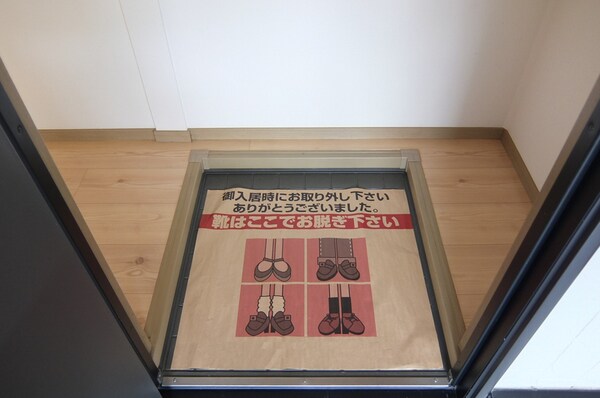 御入居時にお取り外し下さい
ありがとうございました。
靴はここでお脱ぎ下さい